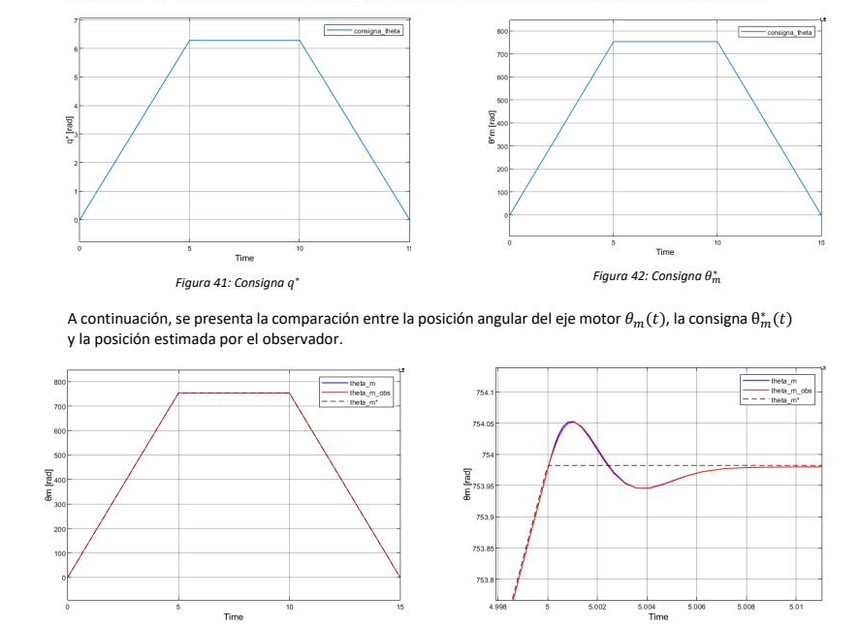 7
6
5
4
3
2
1
0
q* [rad]
consigna_theta
0
5
10
Time
Figura 41: Consigna q*
800
700
600
500
400
300
200
100
0
θ*m [rad]
consigna_theta
0
5
10
15
Time
Figura 42: Consigna θ*m
A continuación, se presenta la comparación entre la posición angular del eje motor θm(t), la consigna θ*m(t)
y la posición estimada por el observador.
800
700
600
500
400
300
200
100
0
θm [rad]
theta_m
theta_m_obs
theta_m*
0
5
10
15
Time
754.1
754.05
754
753.95
753.9
753.85
753.8
θm [rad]
theta_m
theta_m_obs
theta_m*
4.998
5
5.002
5.004
5.006
5.008
5.01
Time